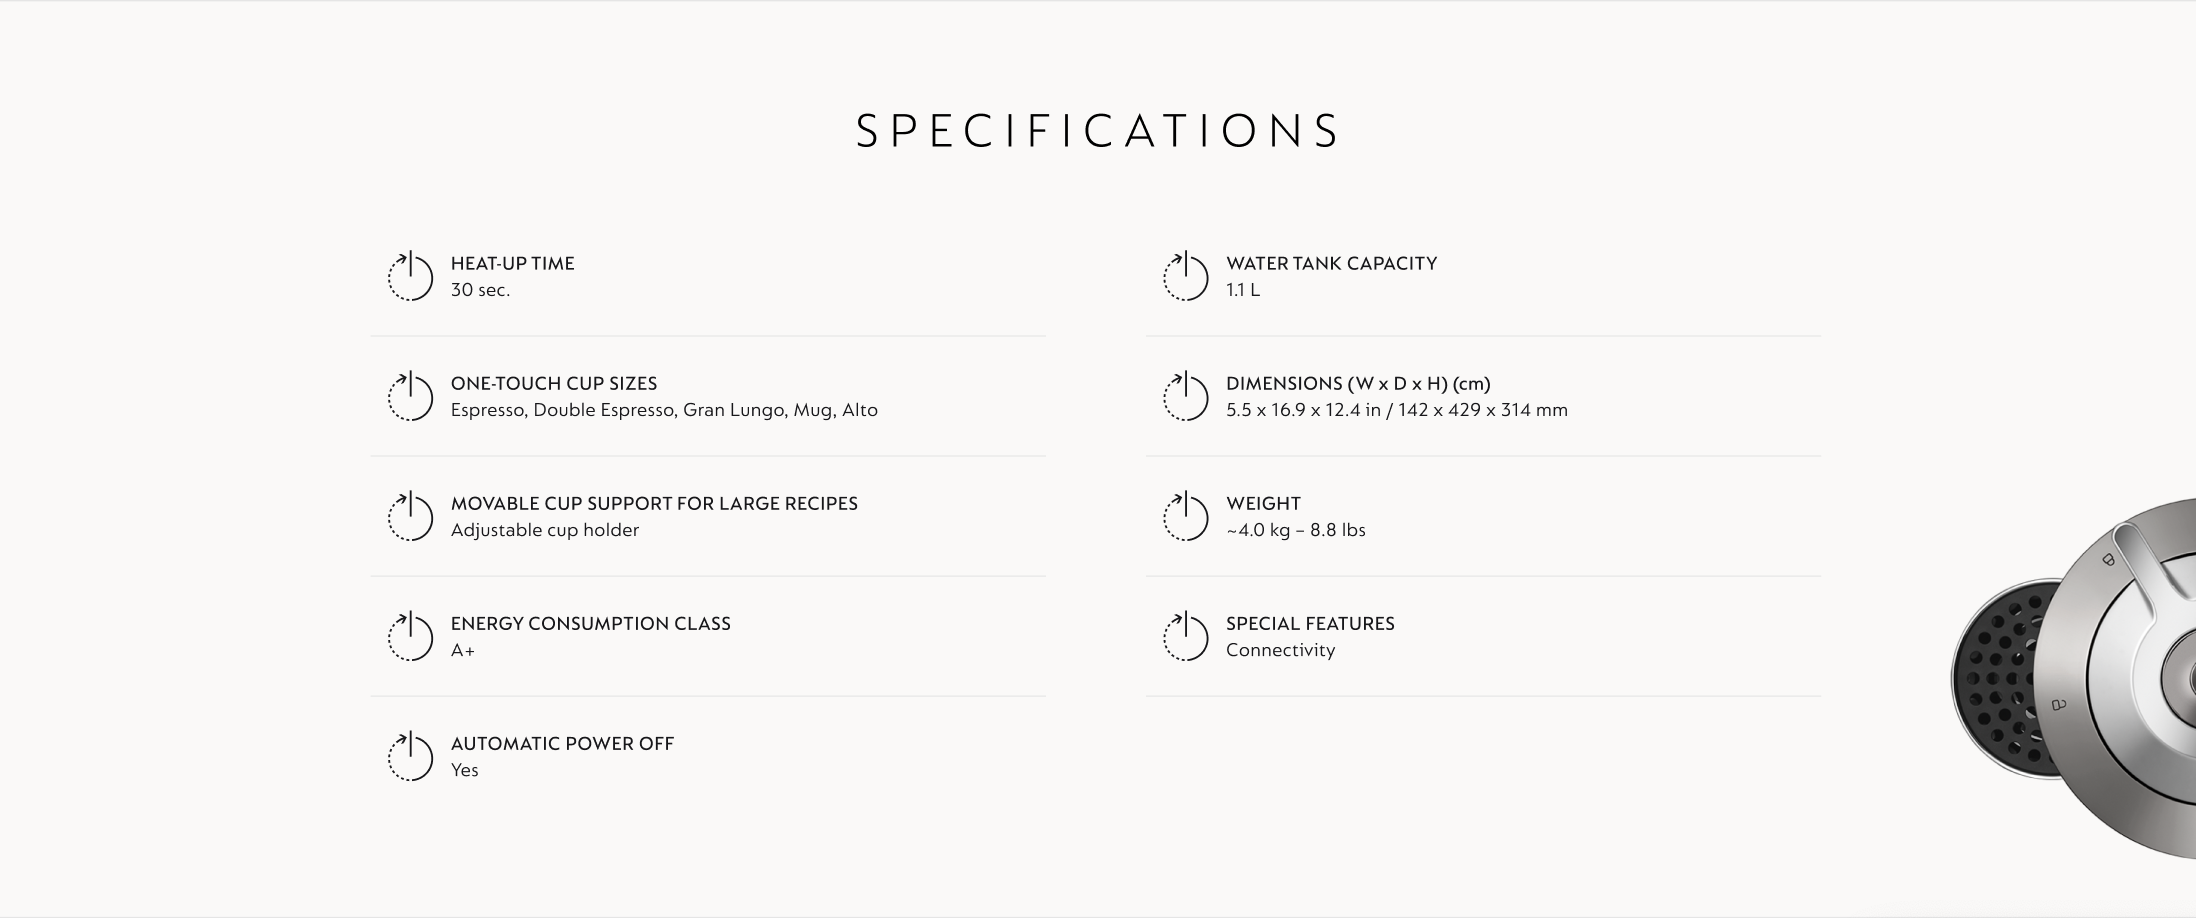 SPECIFICATIONS
HEAT-UP TIME
30 sec.
ONE-TOUCH CUP SIZES
Espresso, Double Espresso, Gran Lungo, Mug, Alto
MOVABLE CUP SUPPORT FOR LARGE RECIPES
Adjustable cup holder
ENERGY CONSUMPTION CLASS
A+
AUTOMATIC POWER OFF
Yes
WATER TANK CAPACITY
1.1 L
DIMENSIONS (W x D x H) (cm)
5.5 x 16.9 x 12.4 in / 142 x 429 x 314 mm
WEIGHT
~4.0 kg – 8.8 lbs
SPECIAL FEATURES
Connectivity